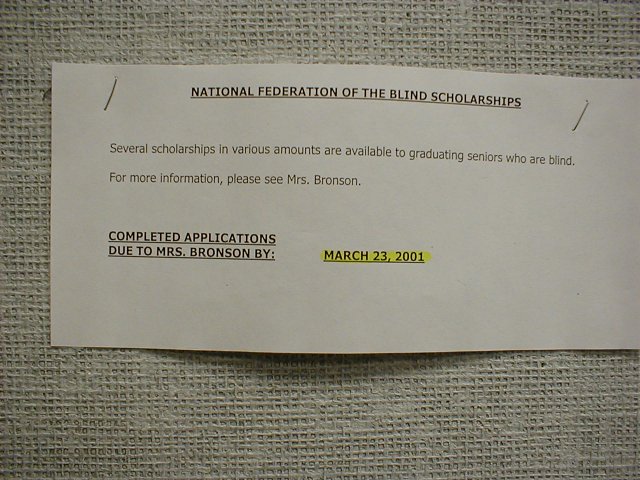 NATIONAL FEDERATION OF THE BLIND SCHOLARSHIPS
Several scholarships in various amounts are available to graduating seniors who are blind.
For more information, please see Mrs. Bronson.
COMPLETED APPLICATIONS
DUE TO MRS. BRONSON BY: MARCH 23, 2001